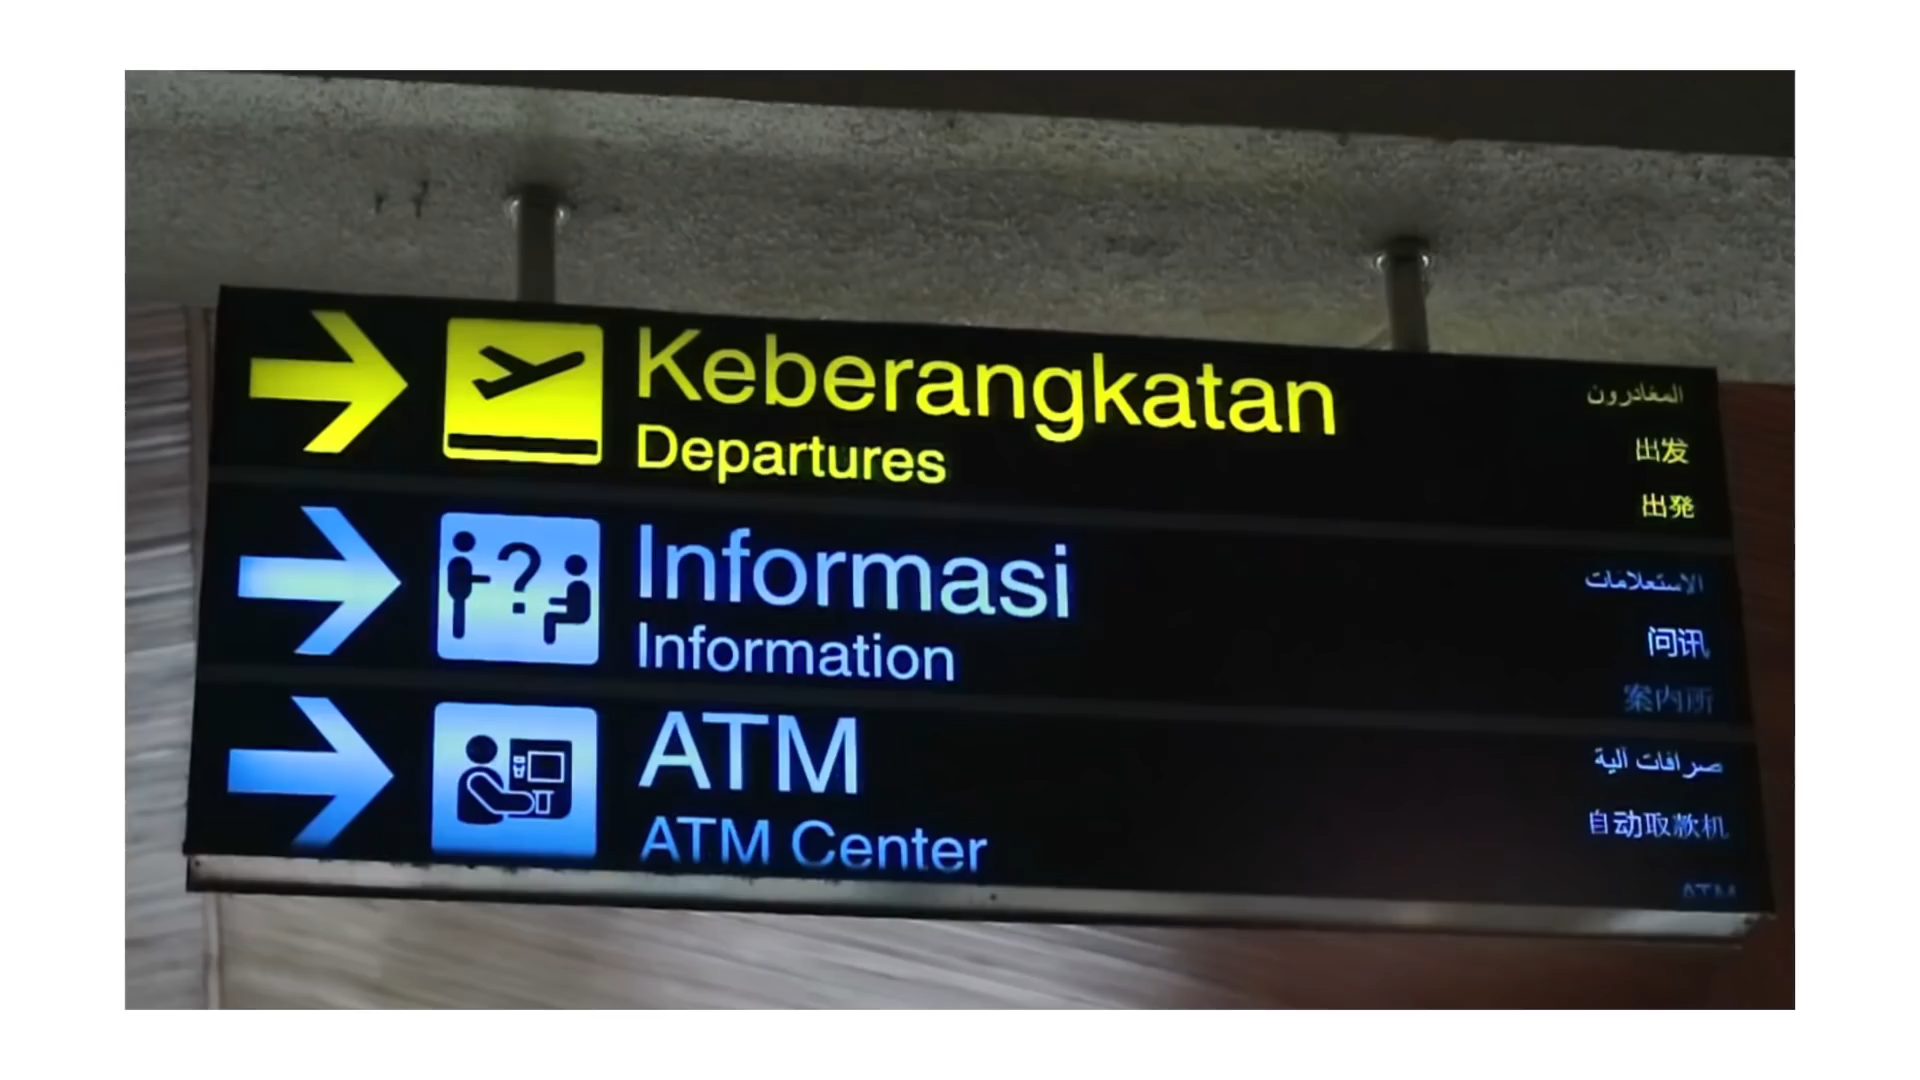 Keberangkatan
Departures
المغادرون
出发
出発
Informasi
Information
الاستعلامات
问讯
案内所
ATM
ATM Center
صرافات آلية
自动取款机
ATM